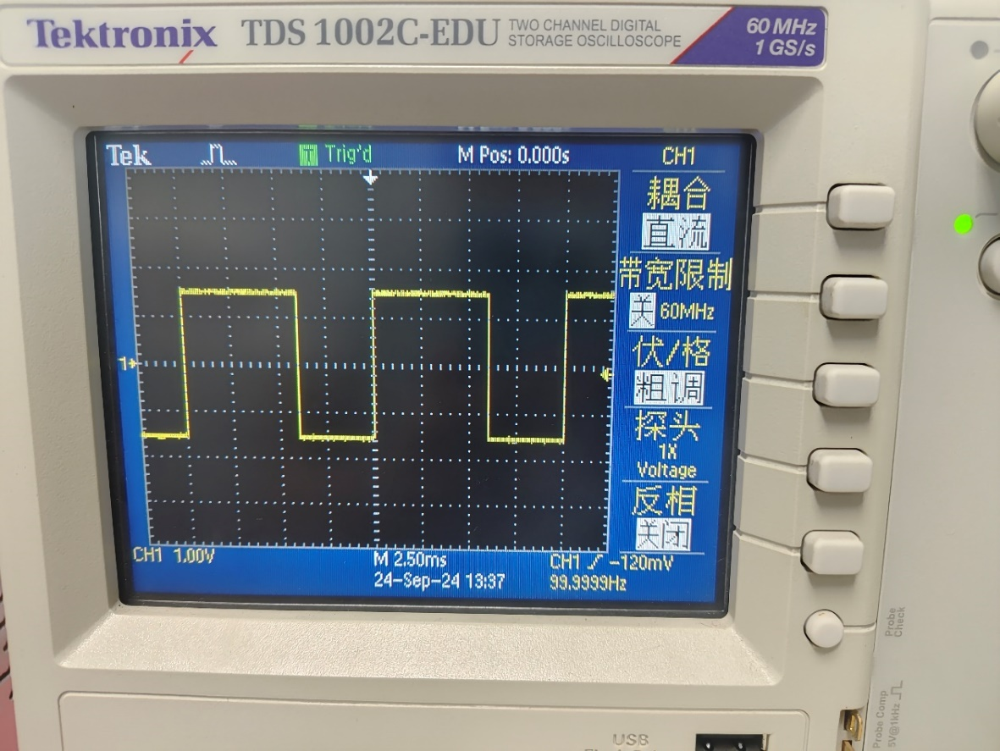 Tektronix TDS 1002C-EDU TWO CHANNEL DIGITAL STORAGE OSCILLOSCOPE
60 MHz
1 GS/s
Tek Trig'd M Pos: 0.000s CH1
耦合
直流
带宽限制
关 60MHz
伏/格
粗调
探头
1X
Voltage
反相
关闭
1
CH1 1.00V M 2.50ms CH1 -120mV
24-Sep-24 13:37 99.9999Hz
Probe Check
Probe Comp
5V@1kHz
USB